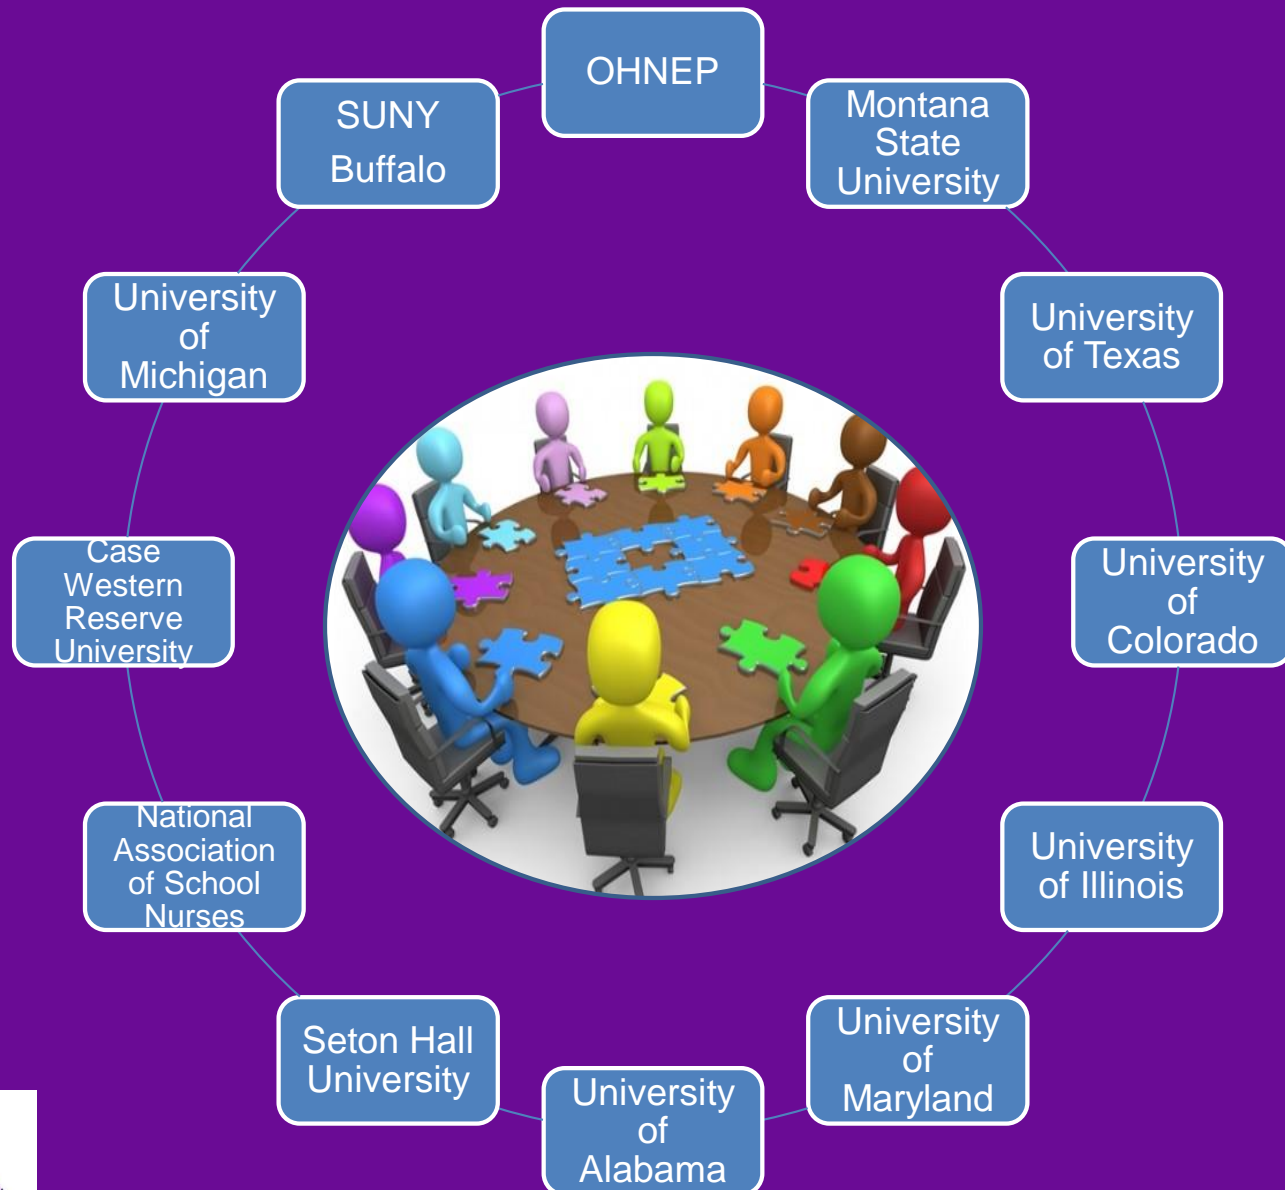 OHNEP
Montana
State
University
University
of Texas
University
of
Colorado
University
of Illinois
University
of
Maryland
University
of
Alabama
Seton Hall
University
National
Association
of School
Nurses
Case
Western
Reserve
University
University
of
Michigan
SUNY
Buffalo